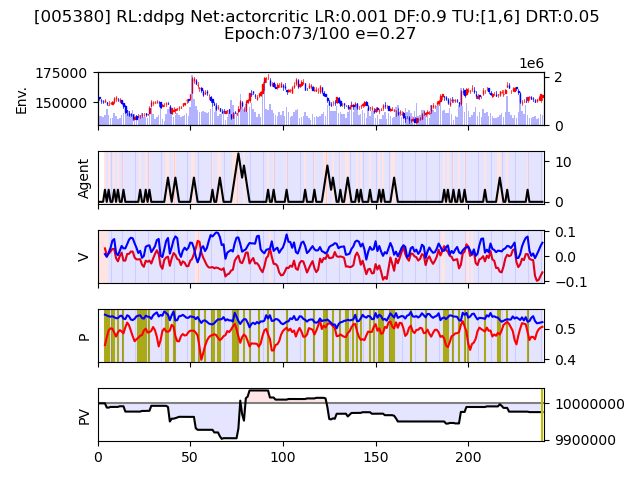 [005380] RL:ddpg Net:actorcritic LR:0.001 DF:0.9 TU:[1,6] DRT:0.05
Epoch:073/100 e=0.27
1e6
175000
150000
Env.
2
0
Agent
10
0
V
0.1
0.0
−0.1
P
0.5
0.4
PV
10000000
9900000
0 50 100 150 200